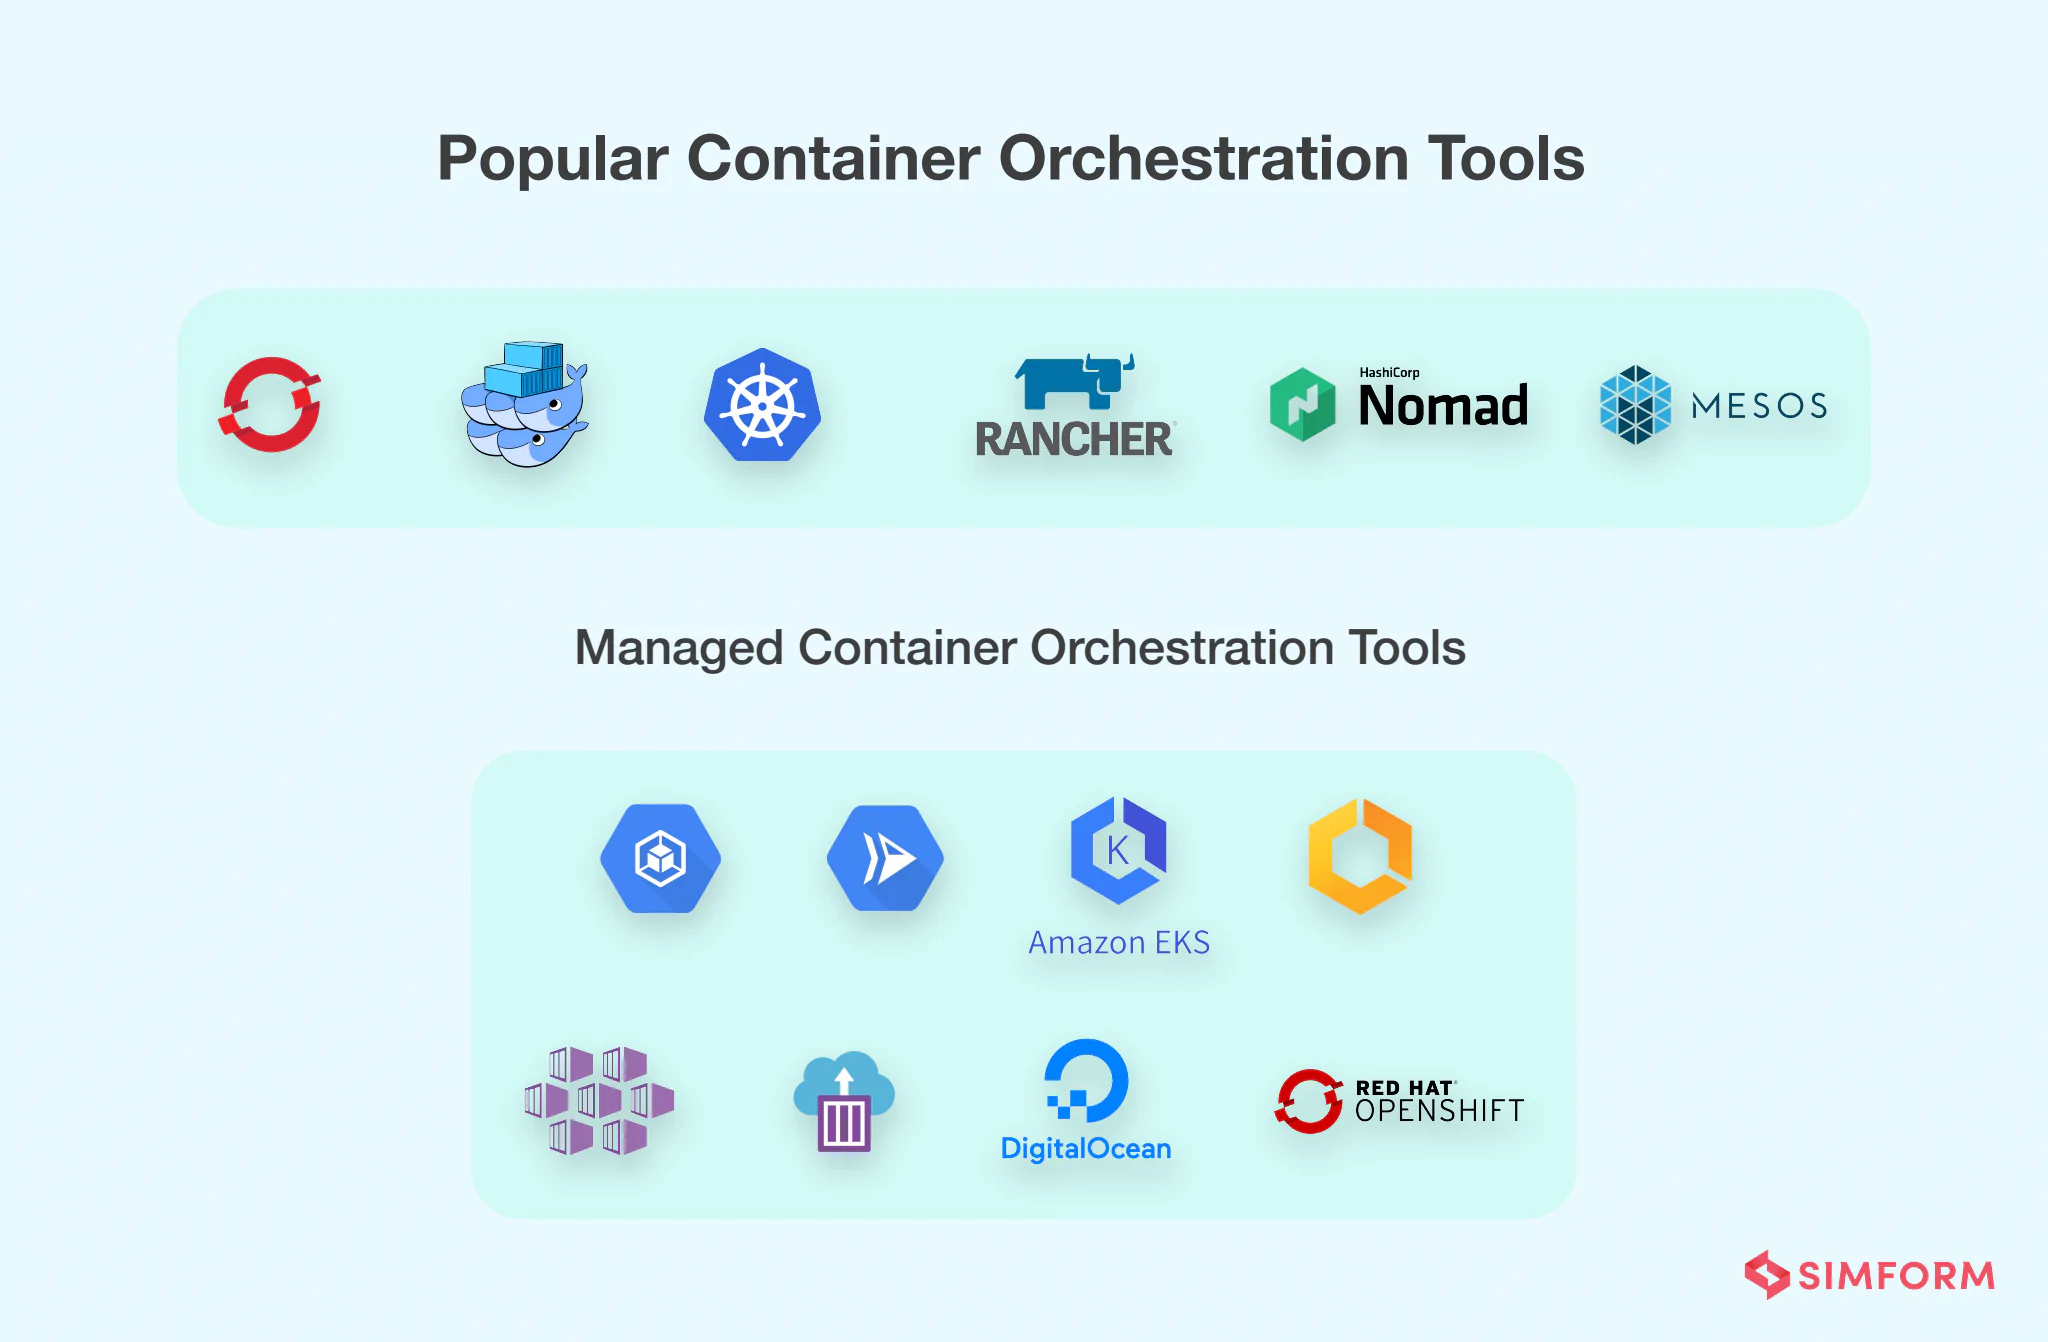 Popular Container Orchestration Tools
RANCHER
HashiCorp
Nomad
MESOS
Managed Container Orchestration Tools
K
Amazon EKS
DigitalOcean
RED HAT
OPENSHIFT
SIMFORM